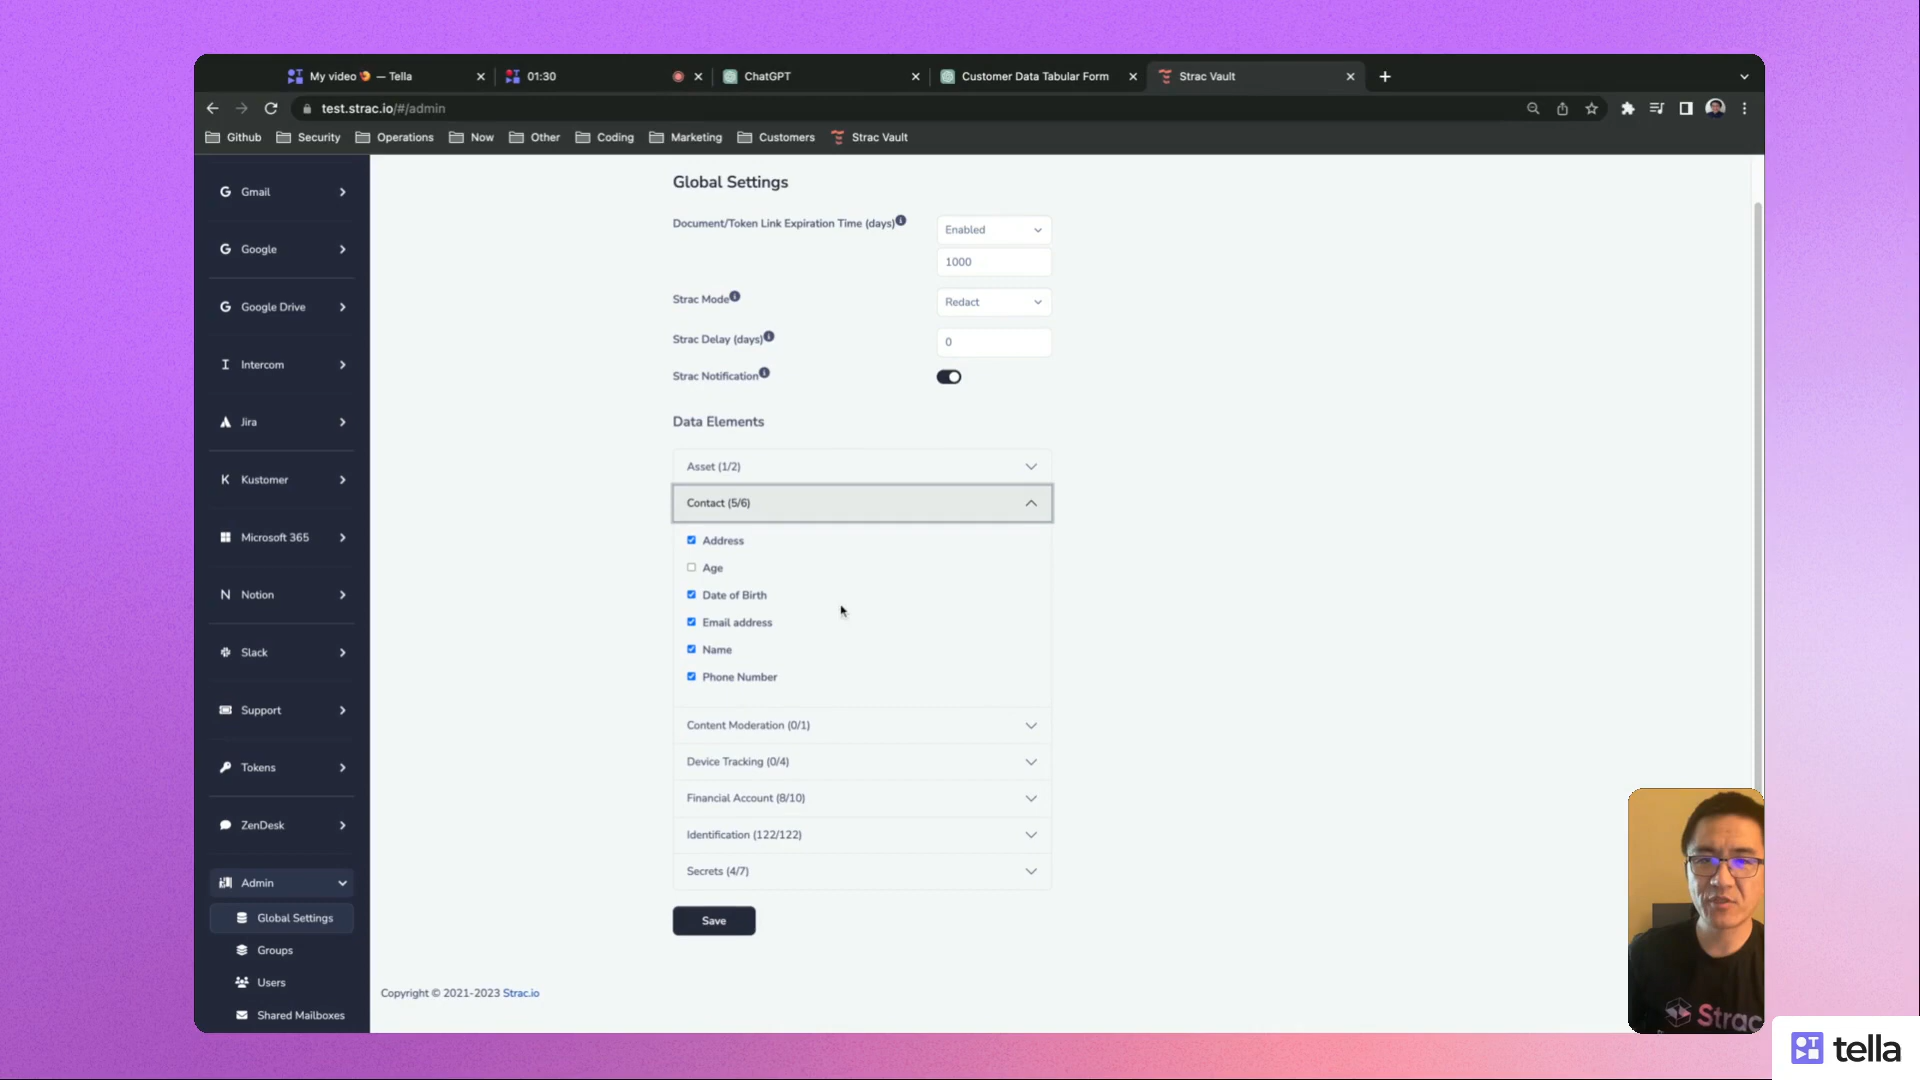 My video 🍑 — Tella
01:30
ChatGPT
Customer Data Tabular Form
Strac Vault
test.strac.io/#/admin
Github
Security
Operations
Now
Other
Coding
Marketing
Customers
Strac Vault
Gmail
Google
Google Drive
Intercom
Jira
Kustomer
Microsoft 365
Notion
Slack
Support
Tokens
ZenDesk
Admin
Global Settings
Groups
Users
Shared Mailboxes
Global Settings
Document/Token Link Expiration Time (days)
Enabled
1000
Strac Mode
Redact
Strac Delay (days)
0
Strac Notification
Data Elements
Asset (1/2)
Contact (5/6)
Address
Age
Date of Birth
Email address
Name
Phone Number
Content Moderation (0/1)
Device Tracking (0/4)
Financial Account (8/10)
Identification (122/122)
Secrets (4/7)
Save
Copyright © 2021-2023 Strac.io
Strac
tella